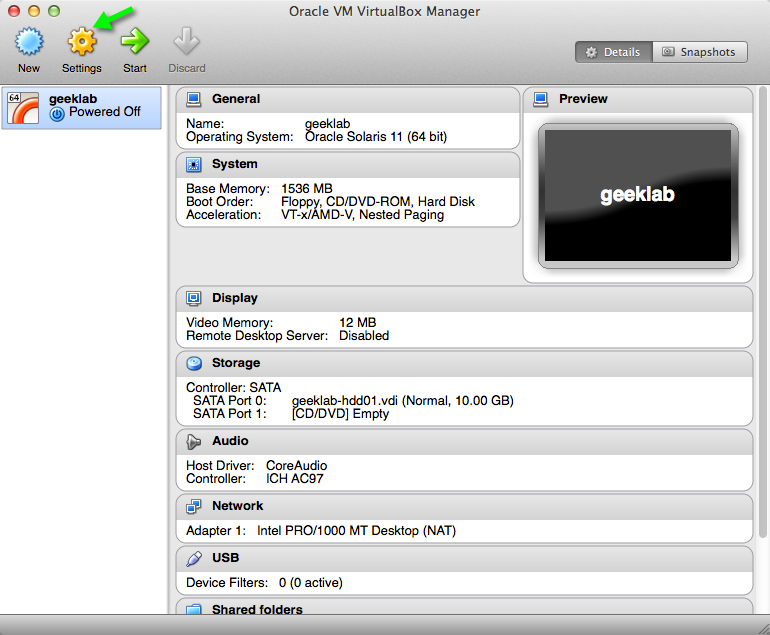 Oracle VM VirtualBox Manager
New Settings Start Discard
Details Snapshots
64 geeklab
Powered Off
General
Name: geeklab
Operating System: Oracle Solaris 11 (64 bit)
System
Base Memory: 1536 MB
Boot Order: Floppy, CD/DVD-ROM, Hard Disk
Acceleration: VT-x/AMD-V, Nested Paging
Preview
geeklab
Display
Video Memory: 12 MB
Remote Desktop Server: Disabled
Storage
Controller: SATA
SATA Port 0: geeklab-hdd01.vdi (Normal, 10.00 GB)
SATA Port 1: [CD/DVD] Empty
Audio
Host Driver: CoreAudio
Controller: ICH AC97
Network
Adapter 1: Intel PRO/1000 MT Desktop (NAT)
USB
Device Filters: 0 (0 active)
Shared folders